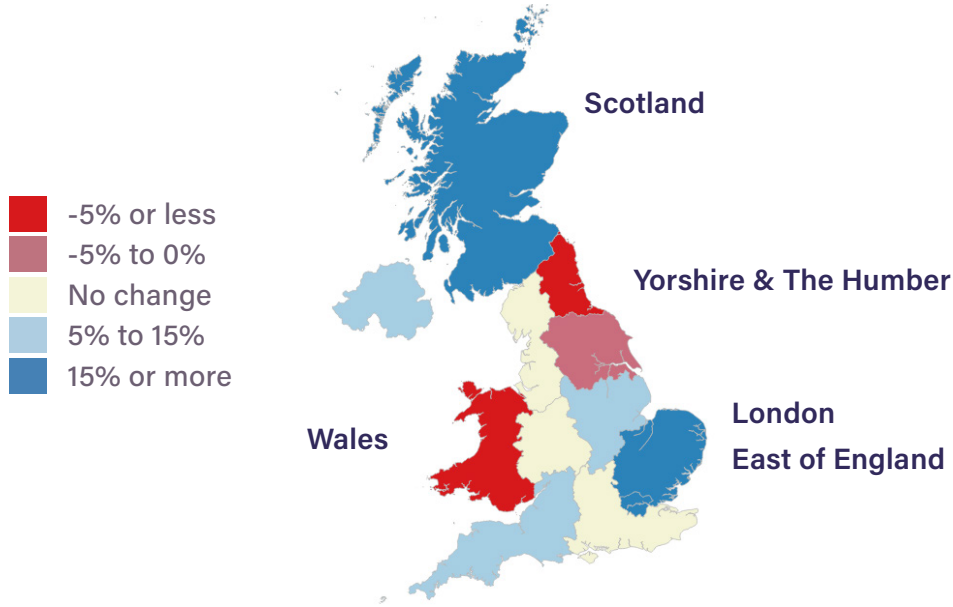 Scotland
-5% or less
-5% to 0%
No change
5% to 15%
15% or more
Yorshire & The Humber
Wales
London
East of England